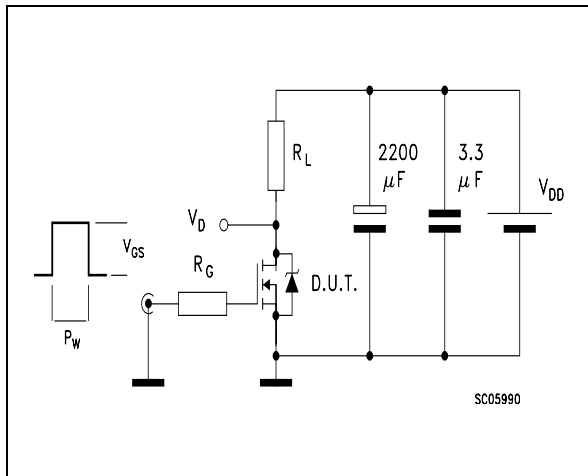 R_L
2200 μF
3.3 μF
V_DD
V_D
V_GS
R_G
D.U.T.
P_W
SC05990